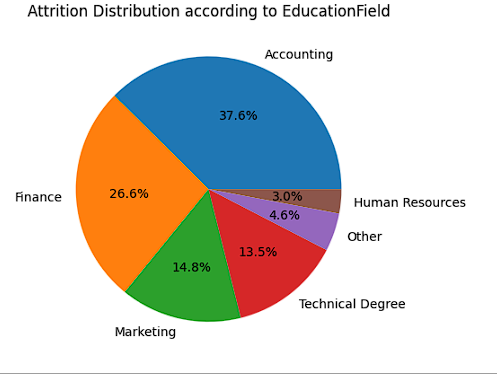 Attrition Distribution according to EducationField
Accounting
37.6%
Finance
26.6%
Marketing
14.8%
Technical Degree
13.5%
Other
4.6%
Human Resources
3.0%